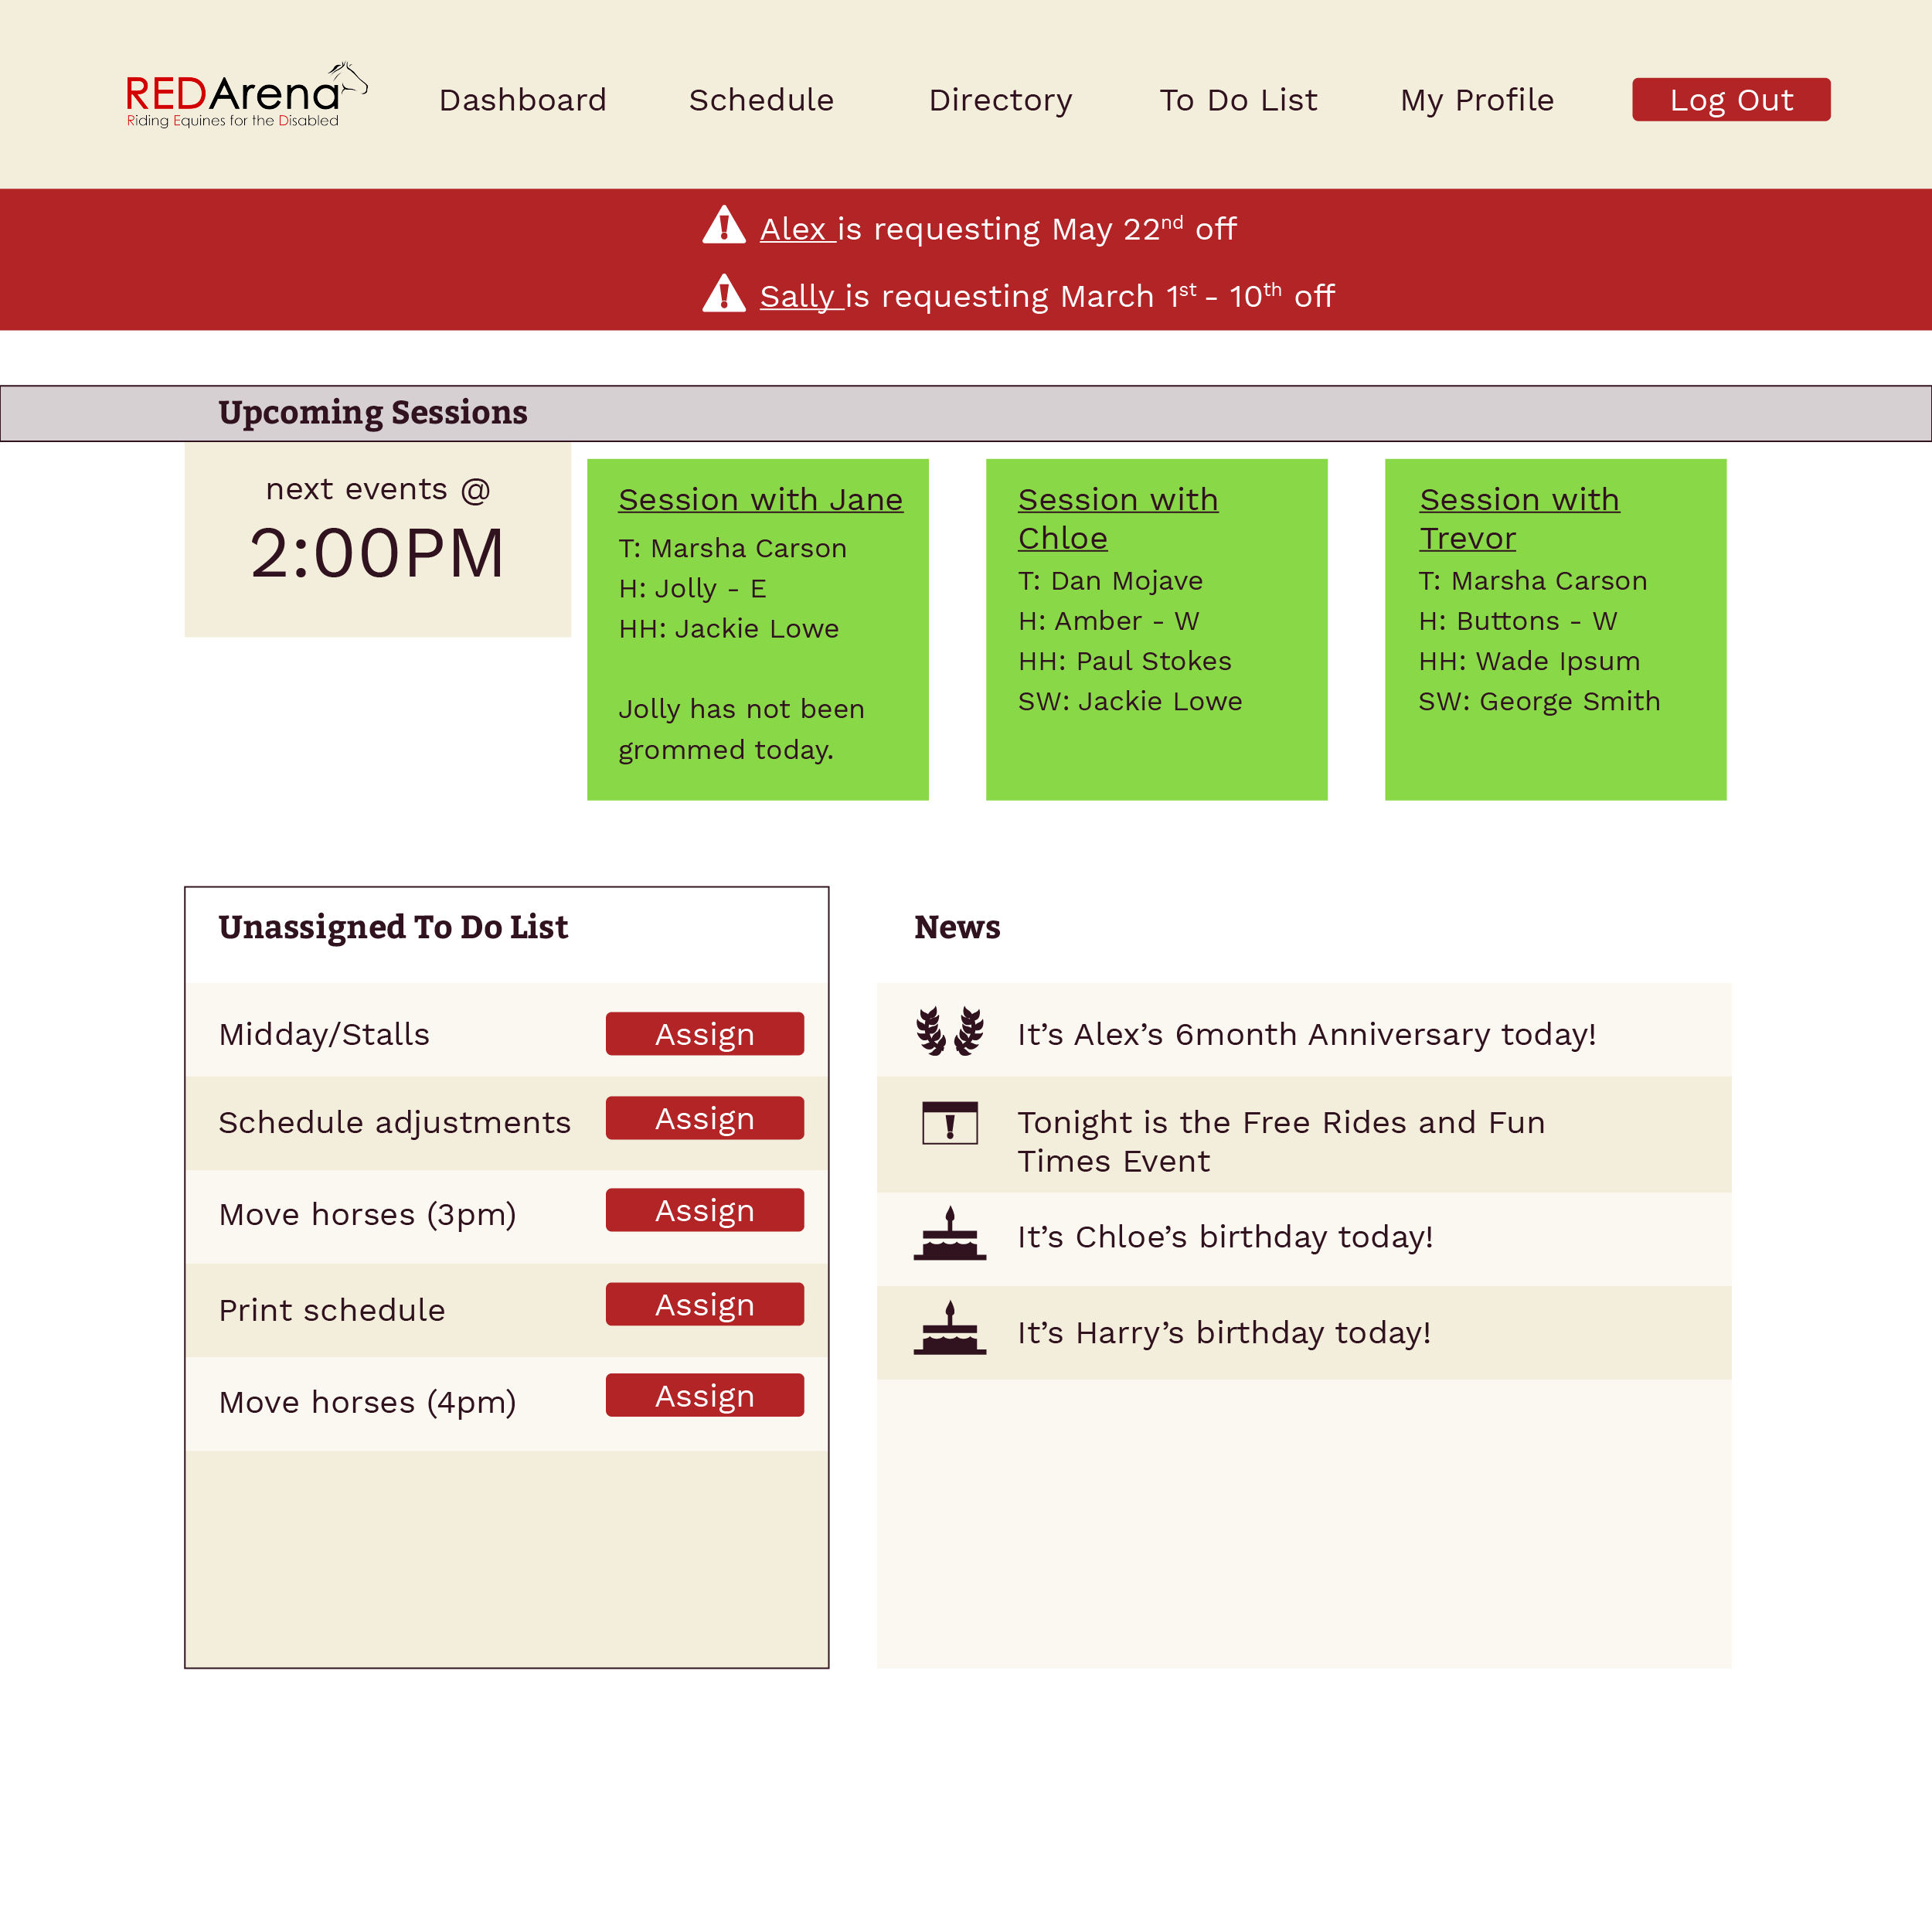 REDArena
Riding Equines for the Disabled
Dashboard
Schedule
Directory
To Do List
My Profile
Log Out
Alex is requesting May 22nd off
Sally is requesting March 1st - 10th off
Upcoming Sessions
next events @
2:00PM
Session with Jane
T: Marsha Carson
H: Jolly - E
HH: Jackie Lowe
Jolly has not been
grommed today.
Session with
Chloe
T: Dan Mojave
H: Amber - W
HH: Paul Stokes
SW: Jackie Lowe
Session with
Trevor
T: Marsha Carson
H: Buttons - W
HH: Wade Ipsum
SW: George Smith
Unassigned To Do List
Midday/Stalls
Assign
Schedule adjustments
Assign
Move horses (3pm)
Assign
Print schedule
Assign
Move horses (4pm)
Assign
News
It’s Alex’s 6month Anniversary today!
Tonight is the Free Rides and Fun
Times Event
It’s Chloe’s birthday today!
It’s Harry’s birthday today!